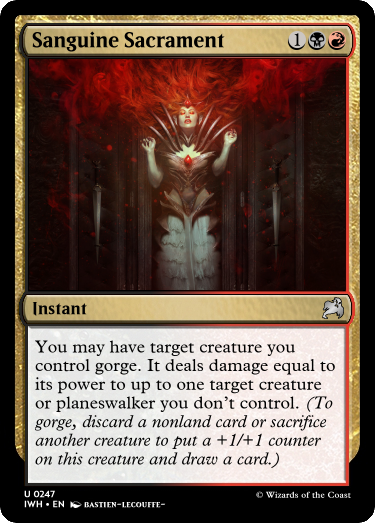 Sanguine Sacrament 1
Instant
You may have target creature you
control gorge. It deals damage equal to
its power to up to one target creature
or planeswalker you don't control. (To
gorge, discard a nonland card or sacrifice
another creature to put a +1/+1 counter
on this creature and draw a card.)
U 0247
IWH • EN BASTIEN-LECOUFFE-
© Wizards of the Coast